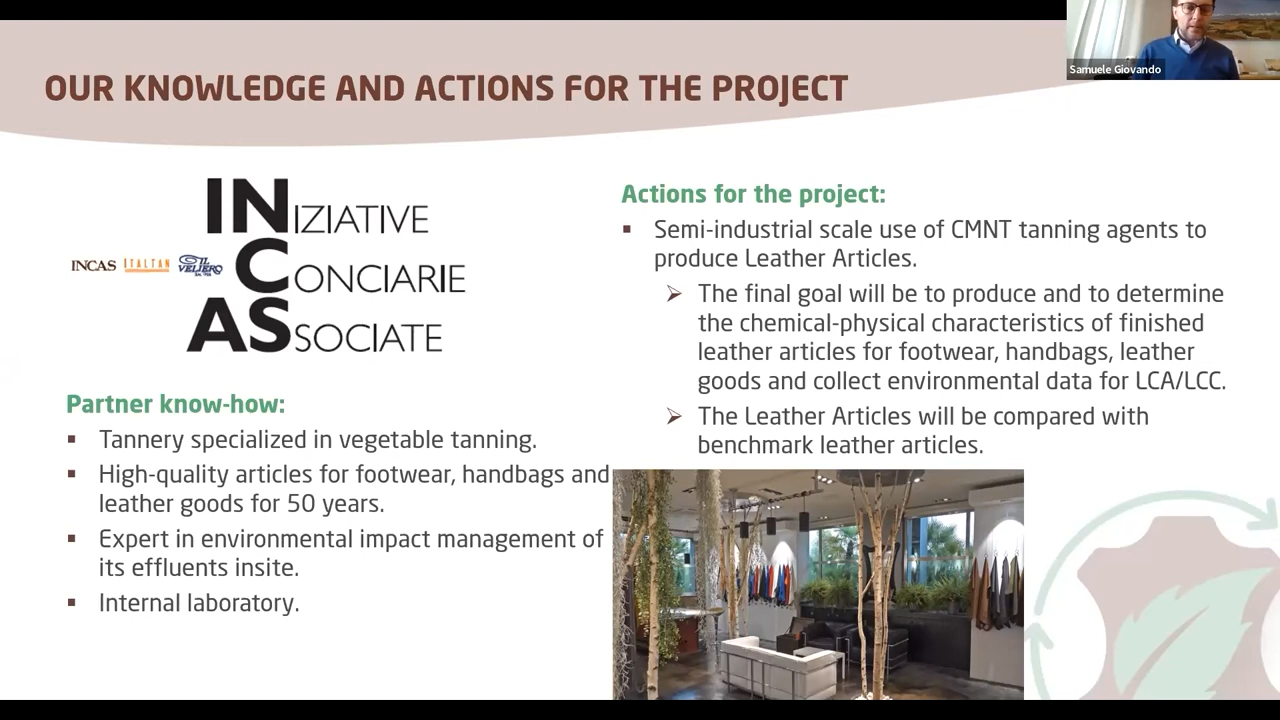 OUR KNOWLEDGE AND ACTIONS FOR THE PROJECT
Samuele Giovando
INIZIATIVE
CONCIARIE
ASSOCIATE
INCAS ITALTAN IL VELIERO
Partner know-how:
▪ Tannery specialized in vegetable tanning.
▪ High-quality articles for footwear, handbags and
leather goods for 50 years.
▪ Expert in environmental impact management of
its effluents insite.
▪ Internal laboratory.
Actions for the project:
▪ Semi-industrial scale use of CMNT tanning agents to
produce Leather Articles.
➢ The final goal will be to produce and to determine
the chemical-physical characteristics of finished
leather articles for footwear, handbags, leather
goods and collect environmental data for LCA/LCC.
➢ The Leather Articles will be compared with
benchmark leather articles.